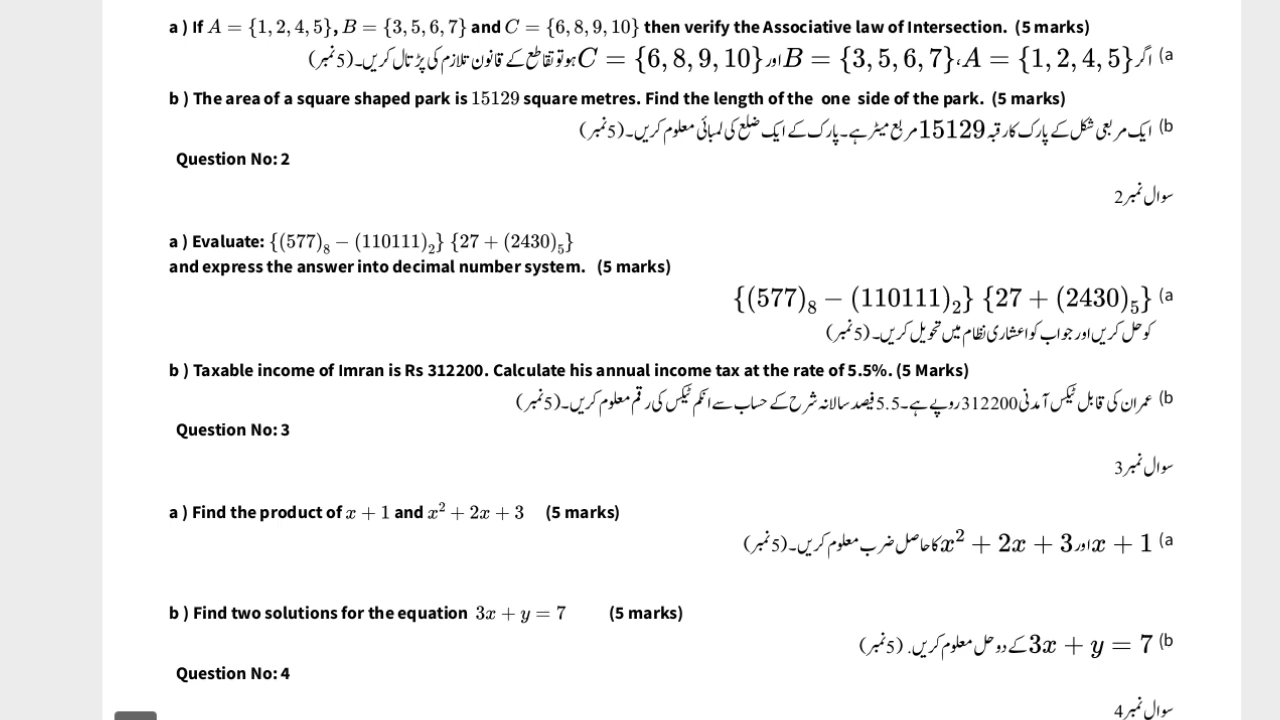 a ) If A = {1, 2, 4, 5}, B = {3, 5, 6, 7} and C = {6, 8, 9, 10} then verify the Associative law of Intersection. (5 marks)
(a اگر A = {1, 2, 4, 5}، B = {3, 5, 6, 7} اور C = {6, 8, 9, 10} ہو تو تقاطع کے قانون تلازم کی پڑتال کریں۔(5 نمبر)
b ) The area of a square shaped park is 15129 square metres. Find the length of the one side of the park. (5 marks)
(b ایک مربعی شکل کے پارک کا رقبہ 15129 مربع میٹر ہے۔ پارک کے ایک ضلع کی لمبائی معلوم کریں۔(5 نمبر)
Question No: 2
سوال نمبر 2
a ) Evaluate: {(577)₈ − (110111)₂} {27 + (2430)₅}
and express the answer into decimal number system. (5 marks)
(a {(577)₈ − (110111)₂} {27 + (2430)₅}
کو حل کریں اور جواب کو اعشاری نظام میں تحویل کریں۔(5 نمبر)
b ) Taxable income of Imran is Rs 312200. Calculate his annual income tax at the rate of 5.5%. (5 Marks)
(b عمران کی قابل ٹیکس آمدنی 312200 روپے ہے۔ 5.5 فیصد سالانہ شرح کے حساب سے انکم ٹیکس کی رقم معلوم کریں۔(5 نمبر)
Question No: 3
سوال نمبر 3
a ) Find the product of x + 1 and x² + 2x + 3 (5 marks)
(a x + 1 اور x² + 2x + 3 کا حاصل ضرب معلوم کریں۔(5 نمبر)
b ) Find two solutions for the equation 3x + y = 7 (5 marks)
(b 3x + y = 7 کے دو حل معلوم کریں. (5 نمبر)
Question No: 4
سوال نمبر 4